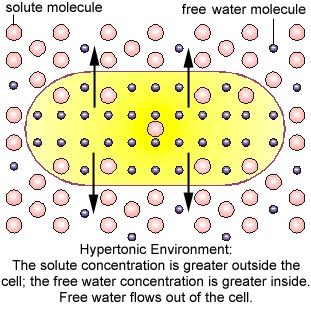 solute molecule
free water molecule
Hypertonic Environment:
The solute concentration is greater outside the
cell; the free water concentration is greater inside.
Free water flows out of the cell.